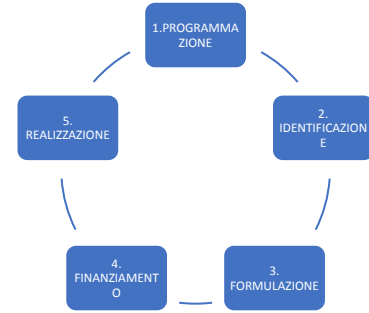 1.PROGRAMMA
ZIONE
2.
IDENTIFICAZION
E
3.
FORMULAZIONE
4.
FINANZIAMENT
O
5.
REALIZZAZIONE